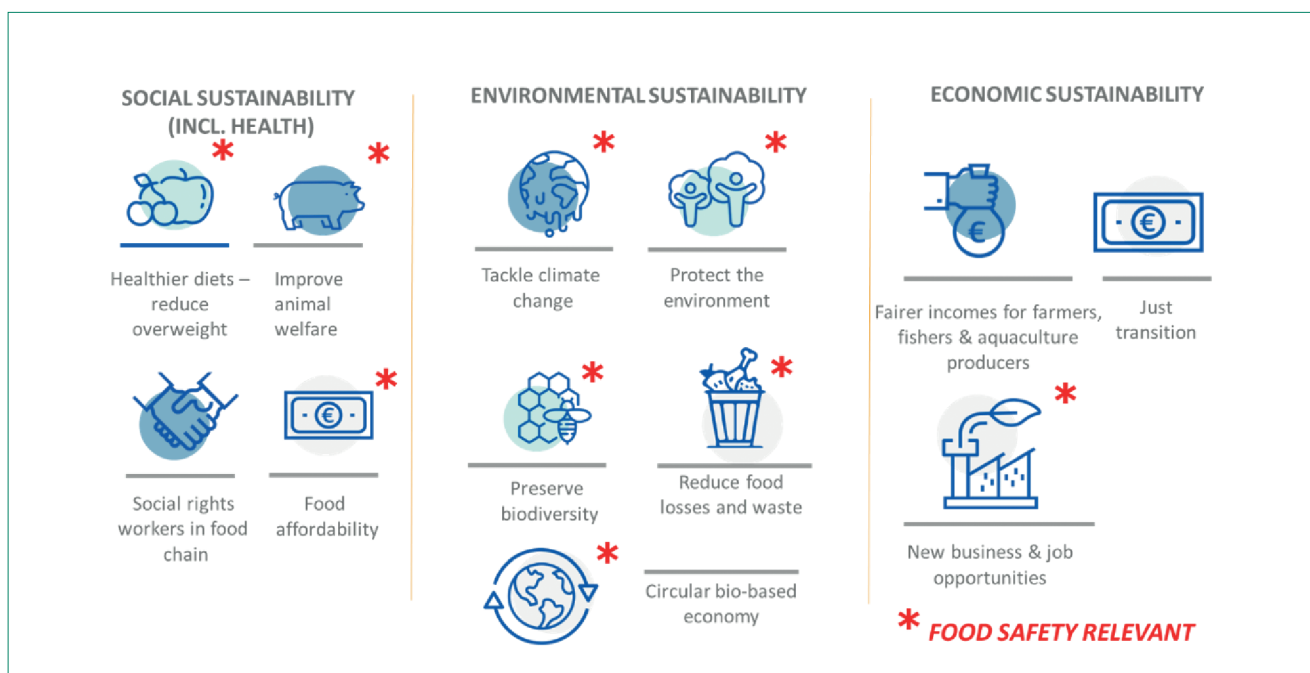 SOCIAL SUSTAINABILITY
(INCL. HEALTH)
*
*
Healthier diets –
reduce
overweight
Improve
animal
welfare
€
*
Social rights
workers in food
chain
Food
affordability
ENVIRONMENTAL SUSTAINABILITY
*
*
Tackle climate
change
Protect the
environment
*
*
Preserve
biodiversity
Reduce food
losses and waste
*
Circular bio-based
economy
ECONOMIC SUSTAINABILITY
€
€
Fairer incomes for farmers,
fishers & aquaculture
producers
Just
transition
*
New business & job
opportunities
* FOOD SAFETY RELEVANT